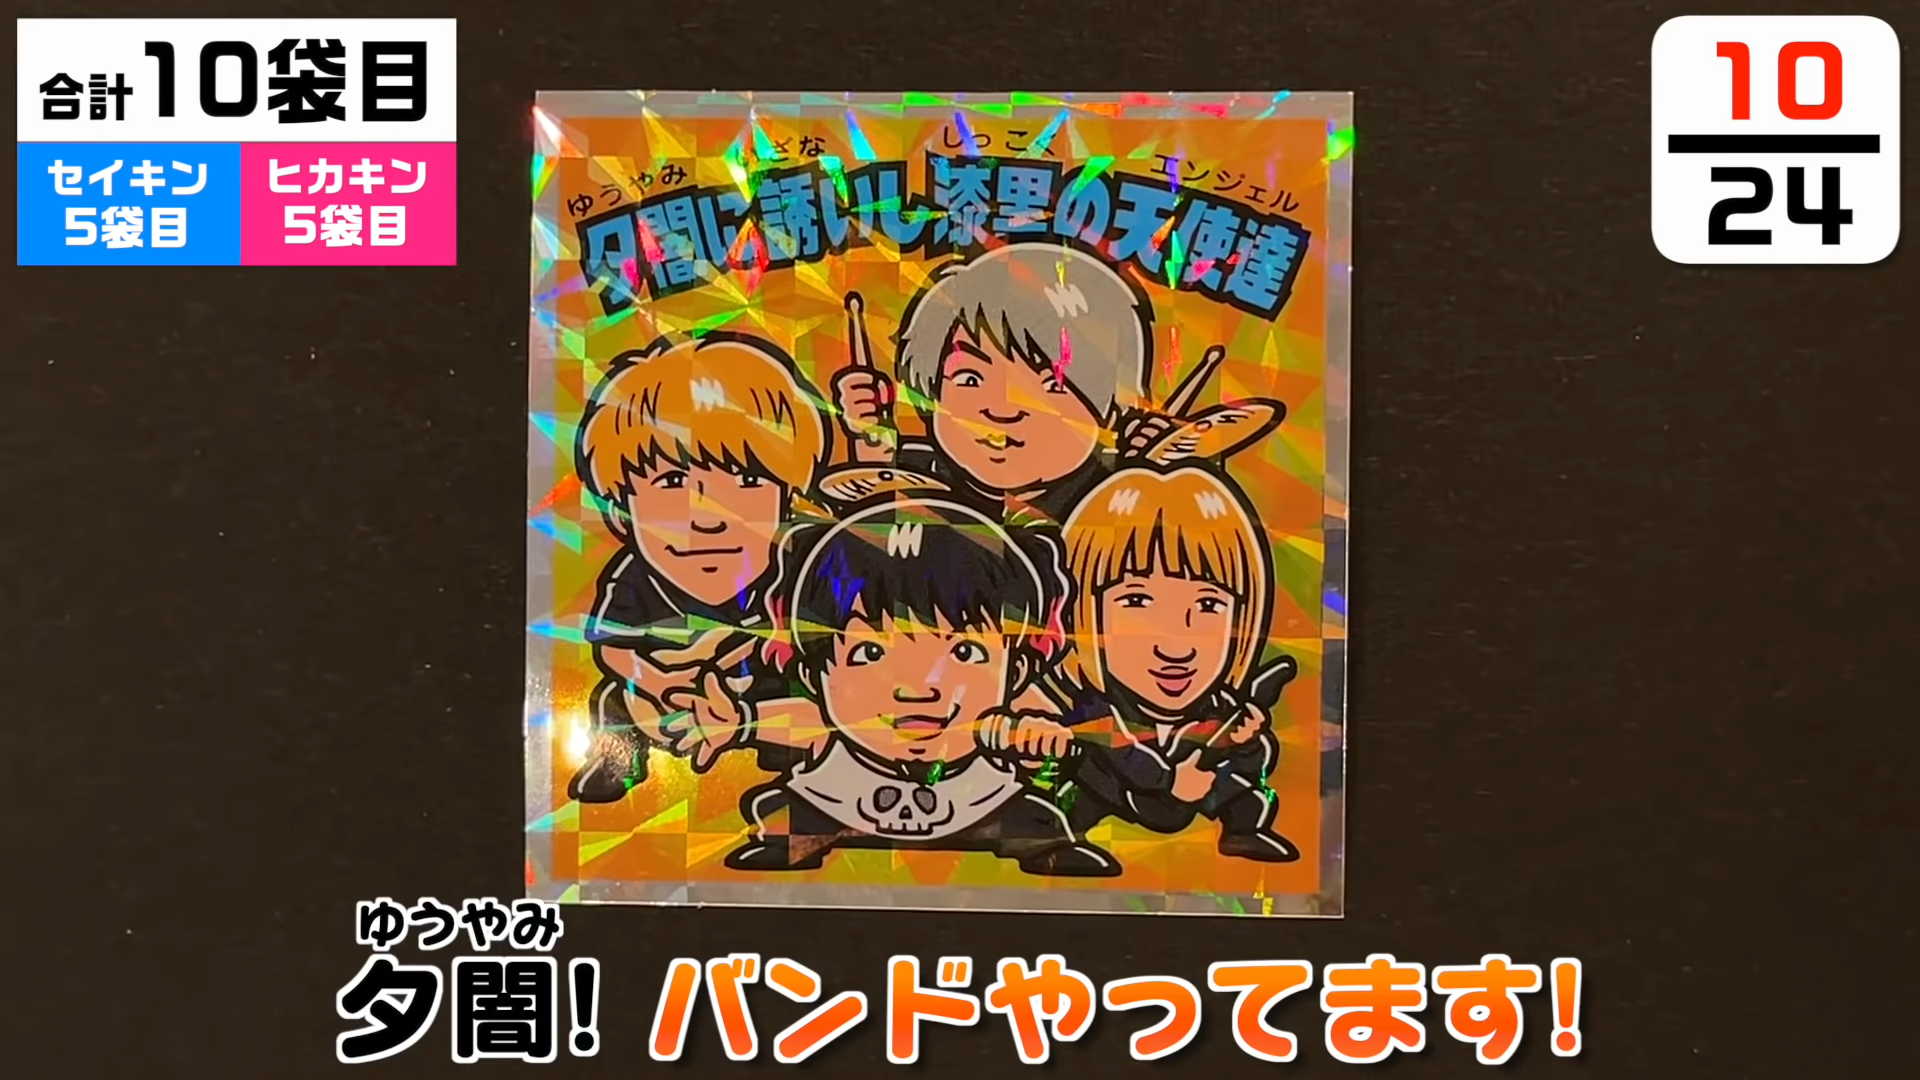 合計10袋目
セイキン
5袋目
ヒカキン
5袋目
10
24
ゆうやみ いざな しっこく エンジェル
夕闇に誘いし漆黒の天使達
ゆうやみ
夕闇! バンドやってます!